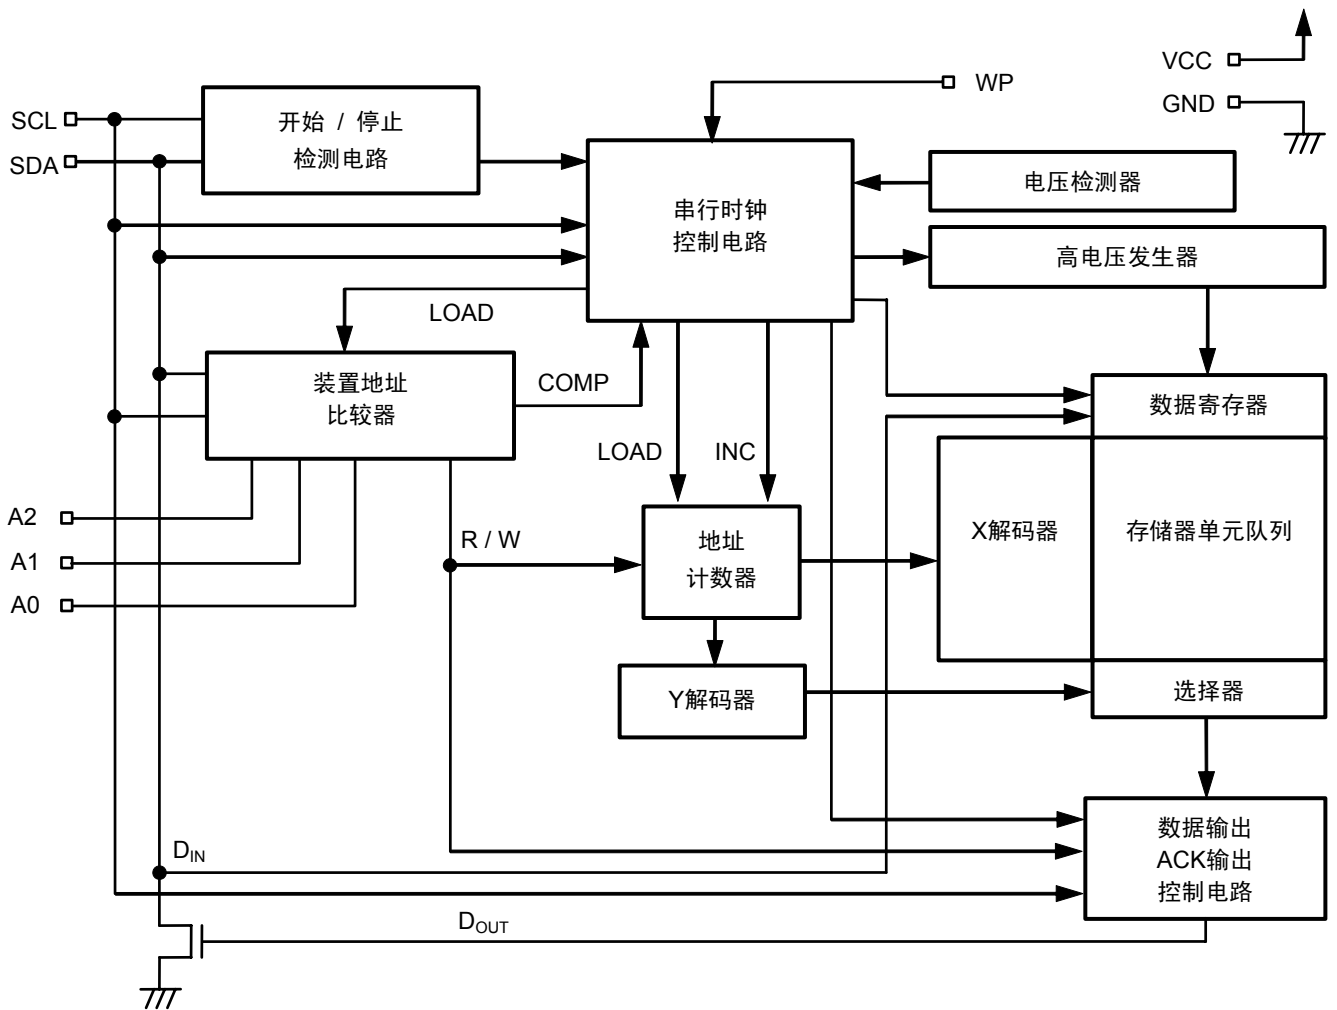 VCC
WP
GND
SCL
SDA
开始 / 停止
检测电路
串行时钟
控制电路
电压检测器
高电压发生器
LOAD
装置地址
比较器
COMP
数据寄存器
LOAD
INC
A2
A1
A0
R / W
地址
计数器
X解码器
存储器单元队列
Y解码器
选择器
数据输出
ACK输出
控制电路
DIN
DOUT